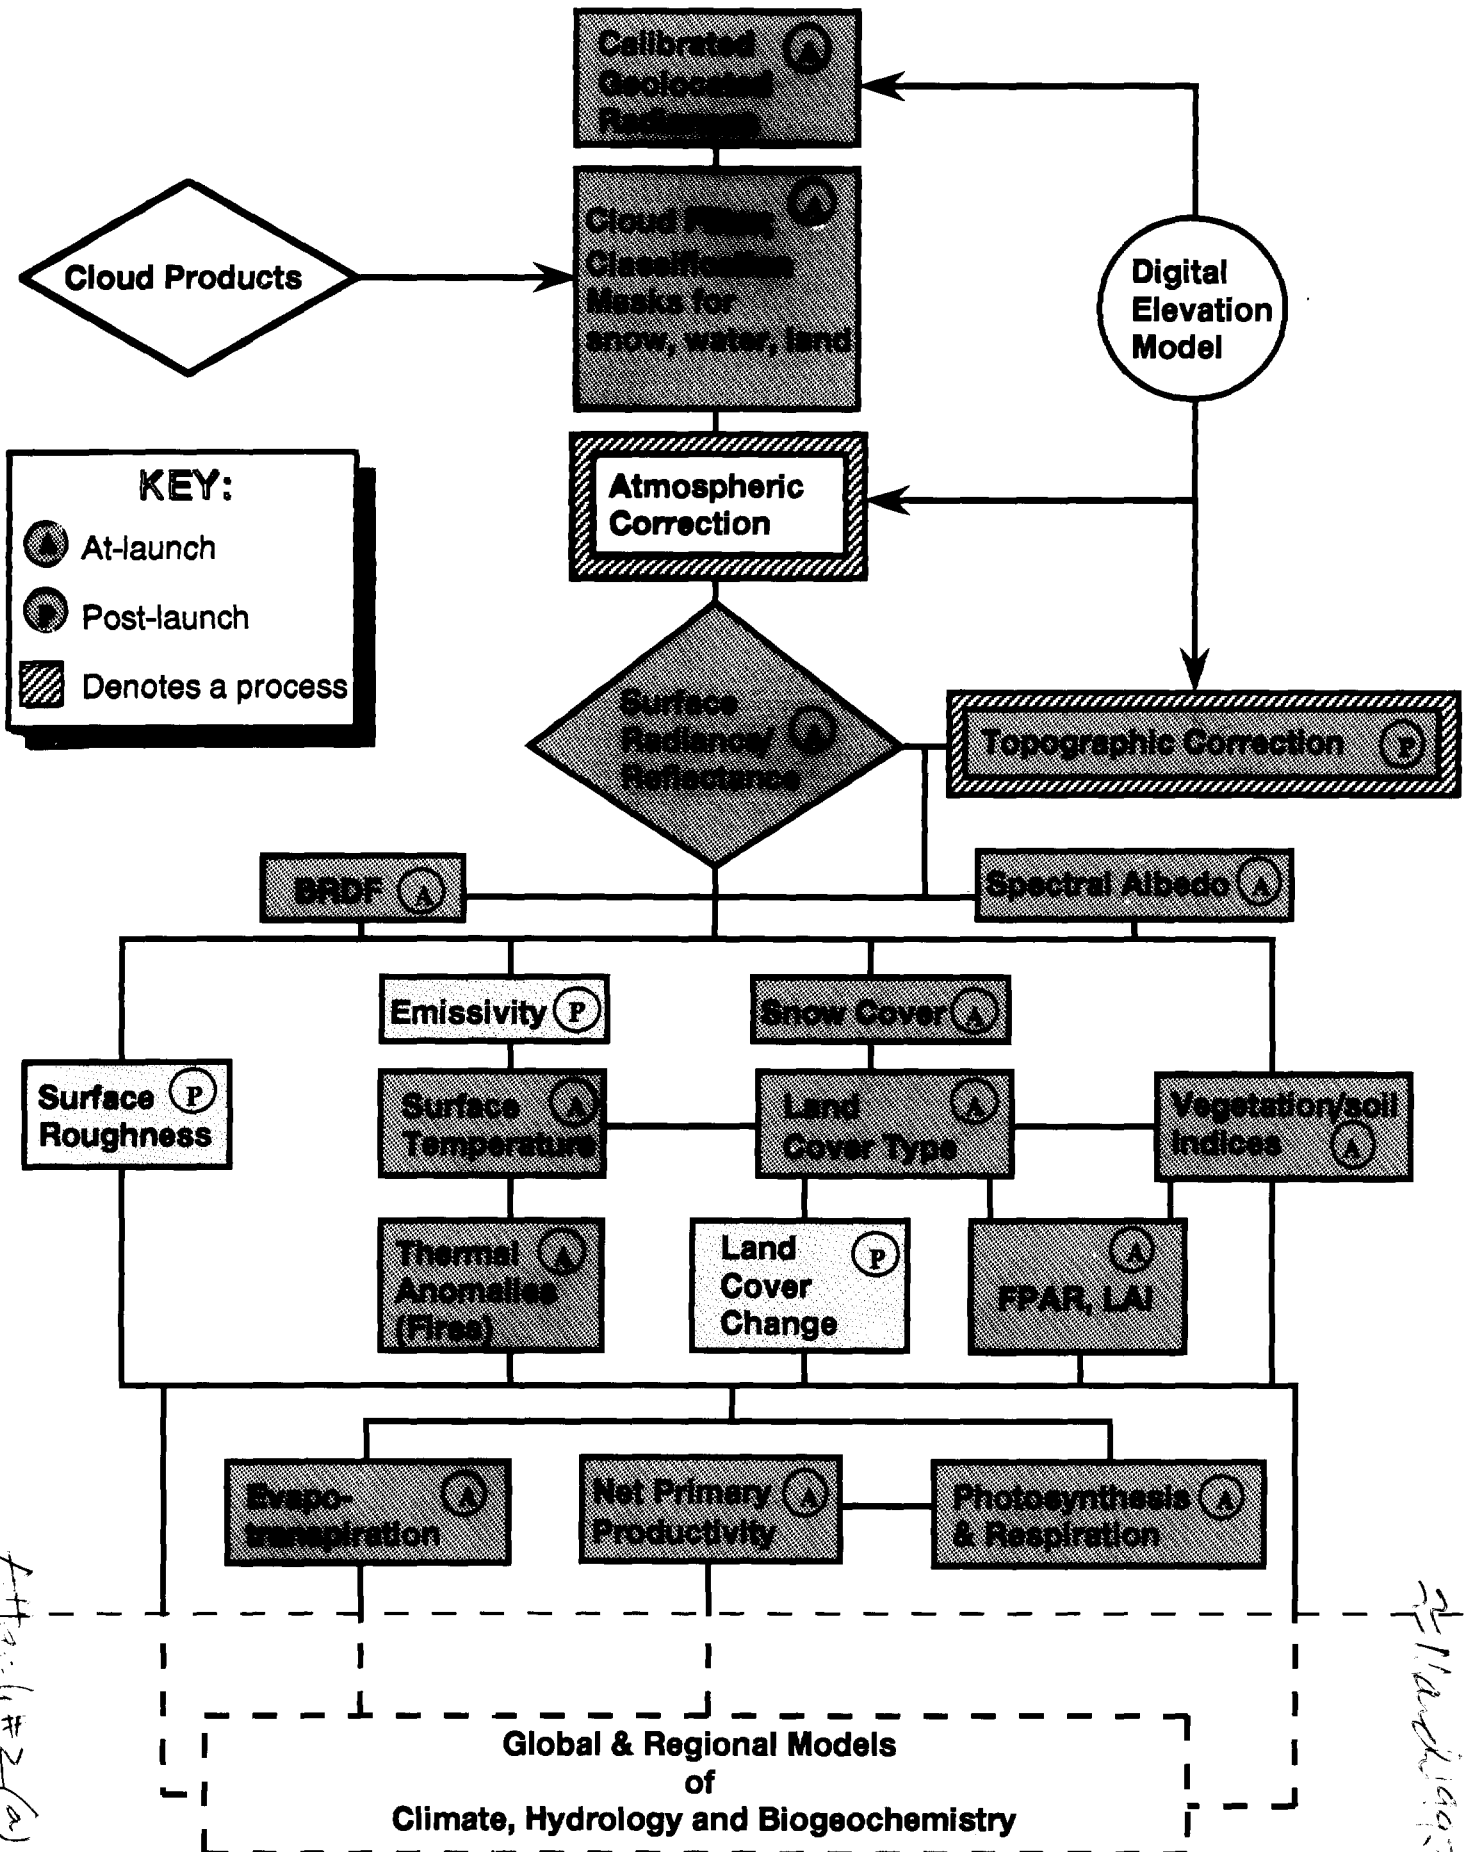 Calibrated A
Geolocated
Cloud A
Classification
Masks for
snow, water, land
Cloud Products
Digital
Elevation
Model
KEY:
A At-launch
P Post-launch
Denotes a process
Atmospheric
Correction
Surface
Radiance/ A
Reflectance
Topographic Correction P
BRDF A
Spectral Albedo A
Emissivity P
Snow Cover A
Surface P
Roughness
Surface A
Temperature
Land A
Cover Type
Vegetation/soil
Indices A
Thermal A
Anomalies
(Fires)
Land P
Cover
Change
A
FPAR, LAI
Evapo- A
transpiration
Net Primary A
Productivity
Photosynthesis A
& Respiration
Global & Regional Models
of
Climate, Hydrology and Biogeochemistry
#2(a)